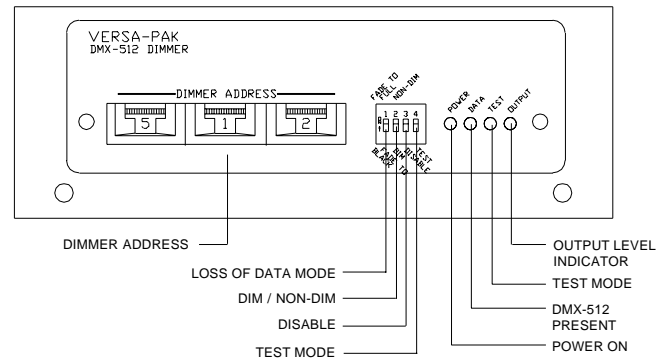 VERSA-PAK
DMX-512 DIMMER
DIMMER ADDRESS
5 1 2
FADE TO
FULL
NON-DIM
1 2 3 4
FADE TO
BLACK
DIM
DISABLE
TEST
POWER
DATA
TEST
OUTPUT
DIMMER ADDRESS
LOSS OF DATA MODE
DIM / NON-DIM
DISABLE
TEST MODE
OUTPUT LEVEL
INDICATOR
TEST MODE
DMX-512
PRESENT
POWER ON